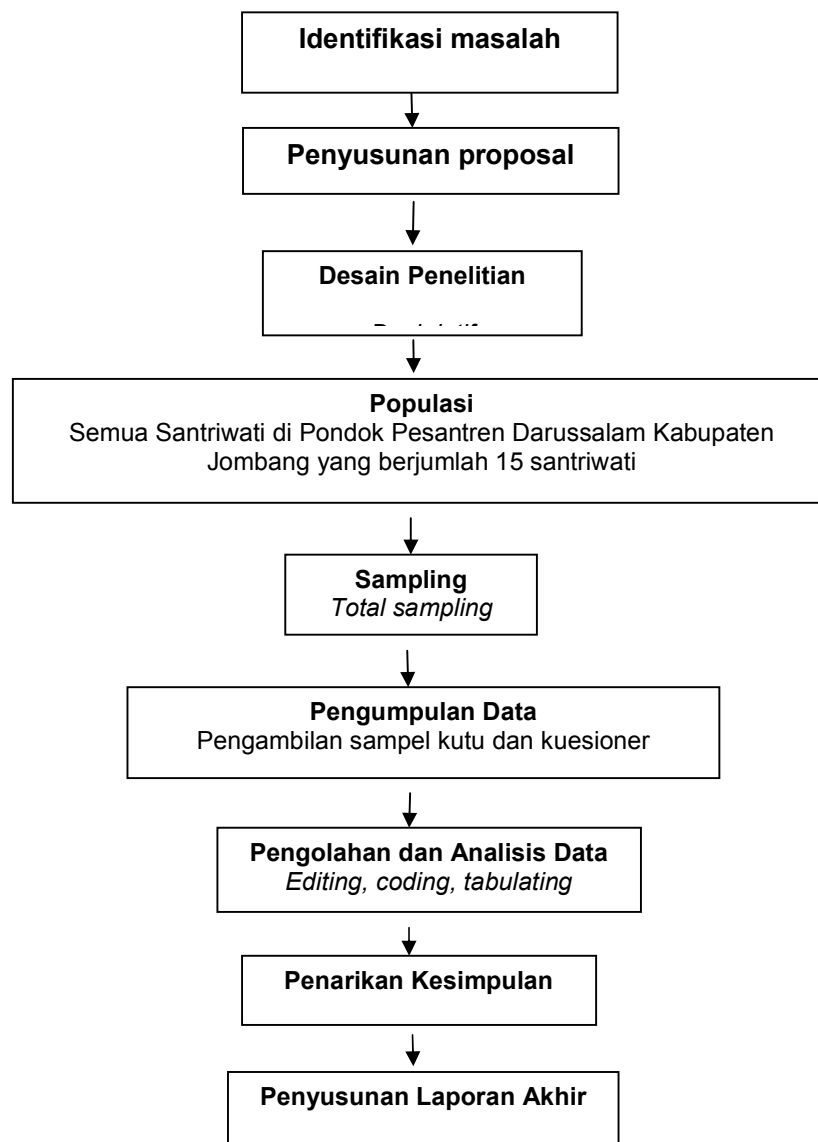 Identifikasi masalah
Penyusunan proposal
Desain Penelitian
Populasi
Semua Santriwati di Pondok Pesantren Darussalam Kabupaten
Jombang yang berjumlah 15 santriwati
Sampling
Total sampling
Pengumpulan Data
Pengambilan sampel kutu dan kuesioner
Pengolahan dan Analisis Data
Editing, coding, tabulating
Penarikan Kesimpulan
Penyusunan Laporan Akhir